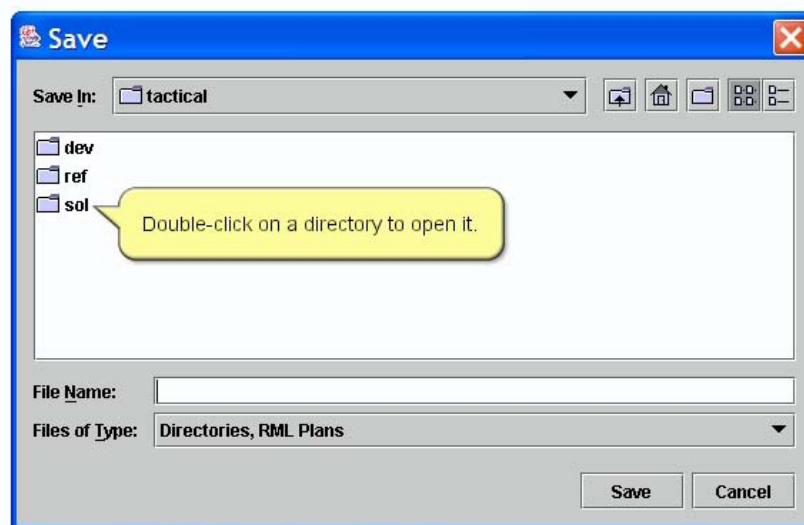 Save
Save In: tactical
dev
ref
sol
Double-click on a directory to open it.
File Name:
Files of Type: Directories, RML Plans
Save Cancel